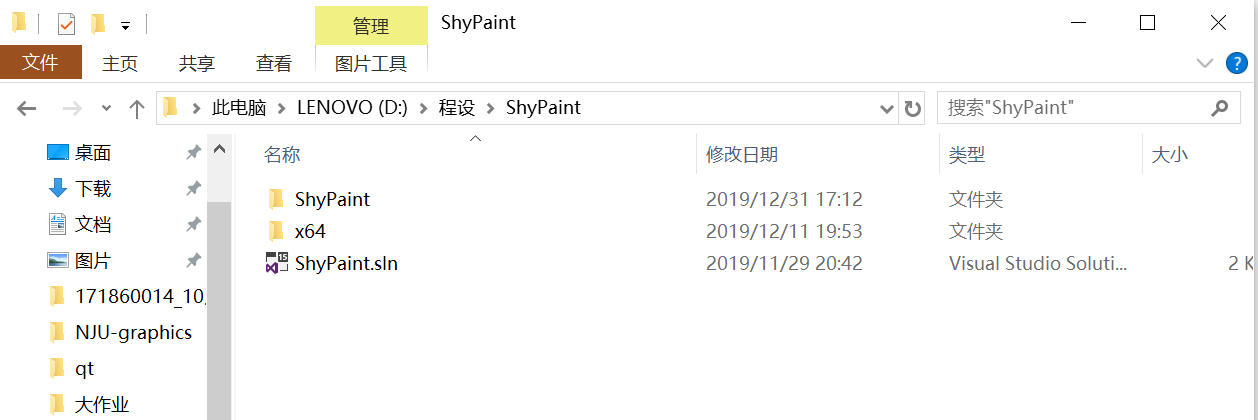 管理 ShyPaint
文件 主页 共享 查看 图片工具
此电脑 LENOVO (D:) 程设 ShyPaint 搜索"ShyPaint"
名称 修改日期 类型 大小
桌面
下载
文档
图片
171860014_10
NJU-graphics
qt
大作业
ShyPaint 2019/12/31 17:12 文件夹
x64 2019/12/11 19:53 文件夹
ShyPaint.sln 2019/11/29 20:42 Visual Studio Soluti... 2 K